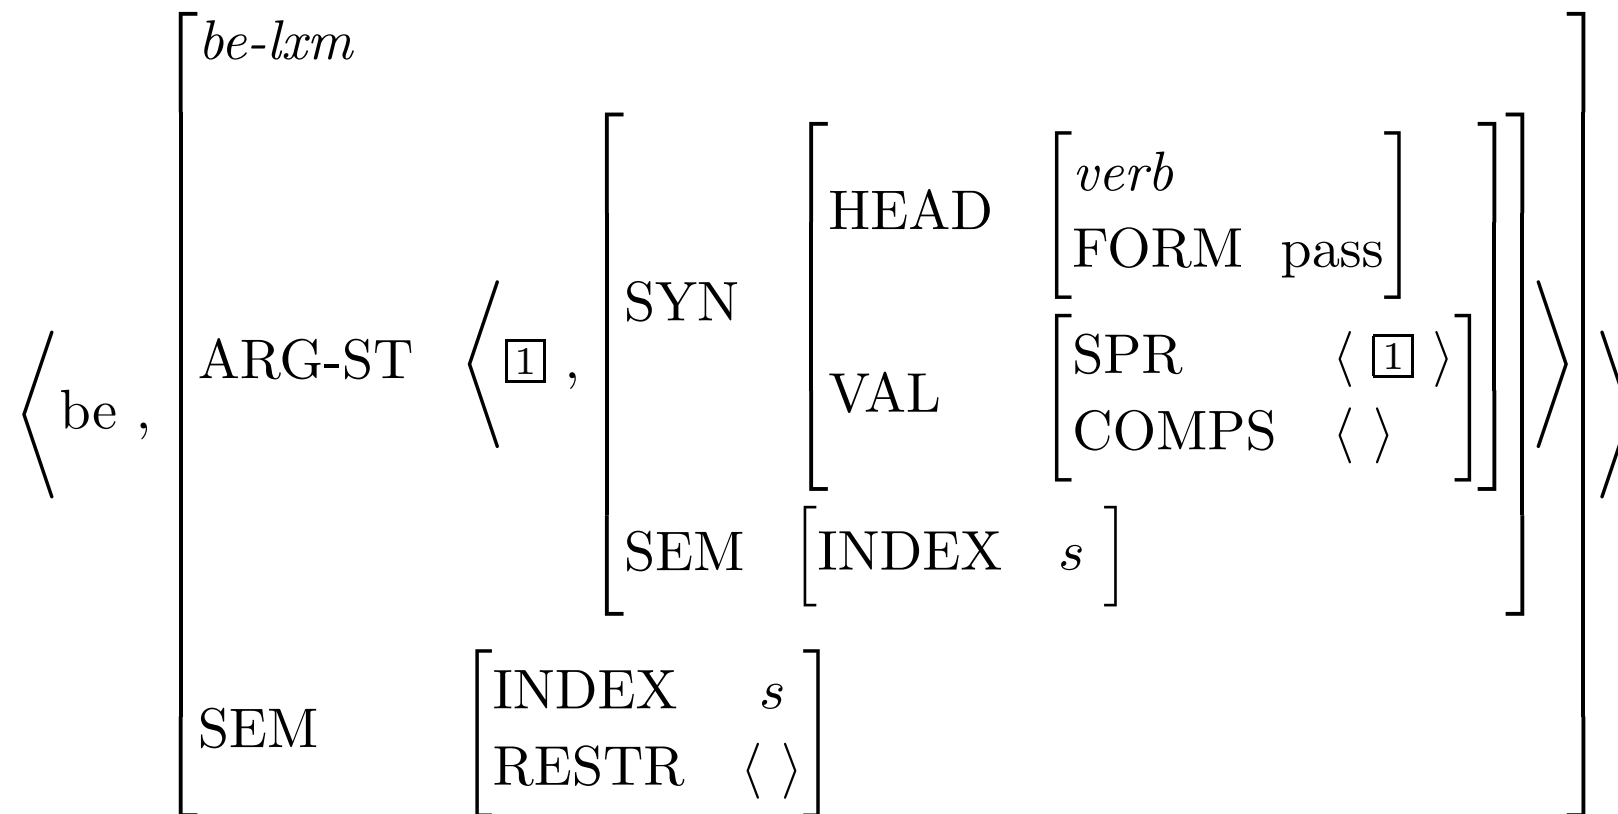 be-lxm
verb
HEAD
FORM pass
SYN
SPR ⟨ 1 ⟩
ARG-ST ⟨ 1 ,
VAL
be ,
COMPS ⟨ ⟩
SEM [INDEX s ]
INDEX s
SEM
RESTR ⟨ ⟩